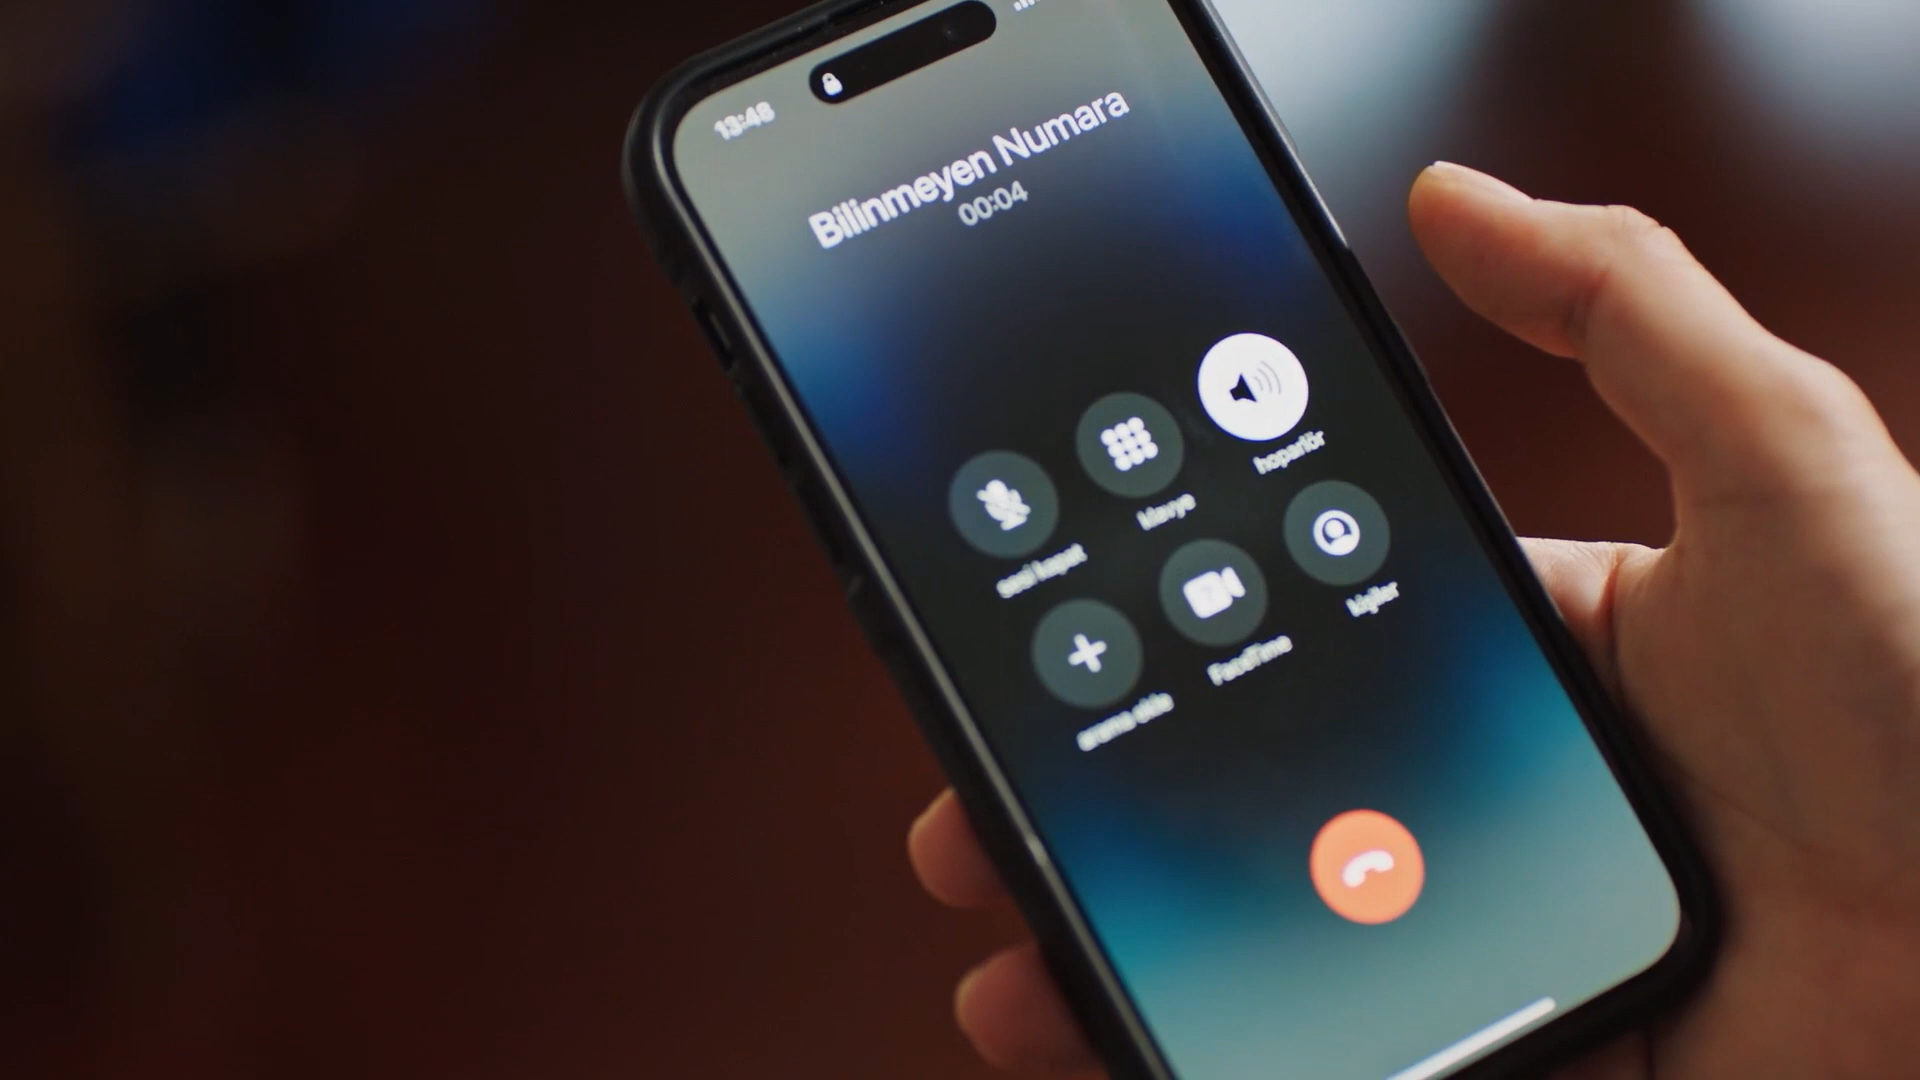 13:48
Bilinmeyen Numara
00:04
sesi kapat
klavye
hoparlör
arama ekle
FaceTime
kişiler